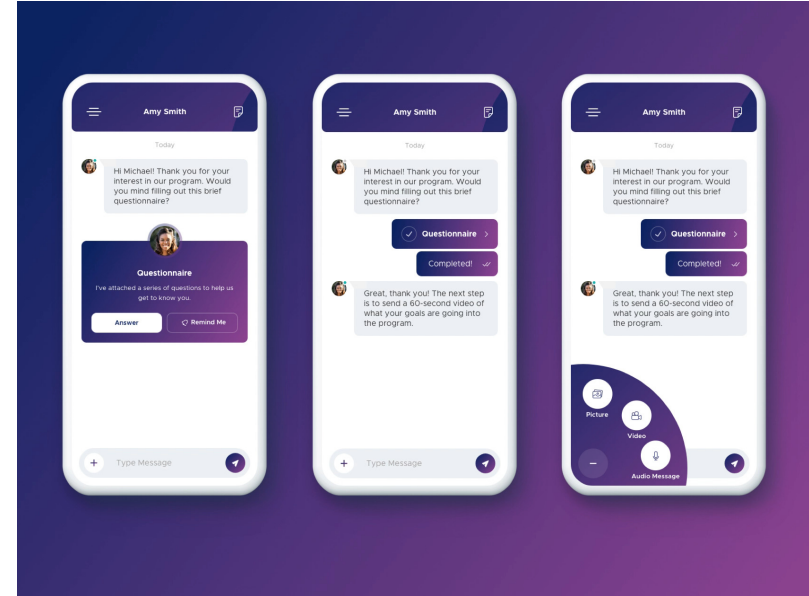 Amy Smith
Today
Hi Michael! Thank you for your
interest in our program. Would
you mind filling out this brief
questionnaire?
Questionnaire
I've attached a series of questions to help us
get to know you.
Answer
Remind Me
Type Message
Amy Smith
Today
Hi Michael! Thank you for your
interest in our program. Would
you mind filling out this brief
questionnaire?
Questionnaire
Completed!
Great, thank you! The next step
is to send a 60-second video of
what your goals are going into
the program.
Type Message
Amy Smith
Today
Hi Michael! Thank you for your
interest in our program. Would
you mind filling out this brief
questionnaire?
Questionnaire
Completed!
Great, thank you! The next step
is to send a 60-second video of
what your goals are going into
the program.
Picture
Video
Audio Message